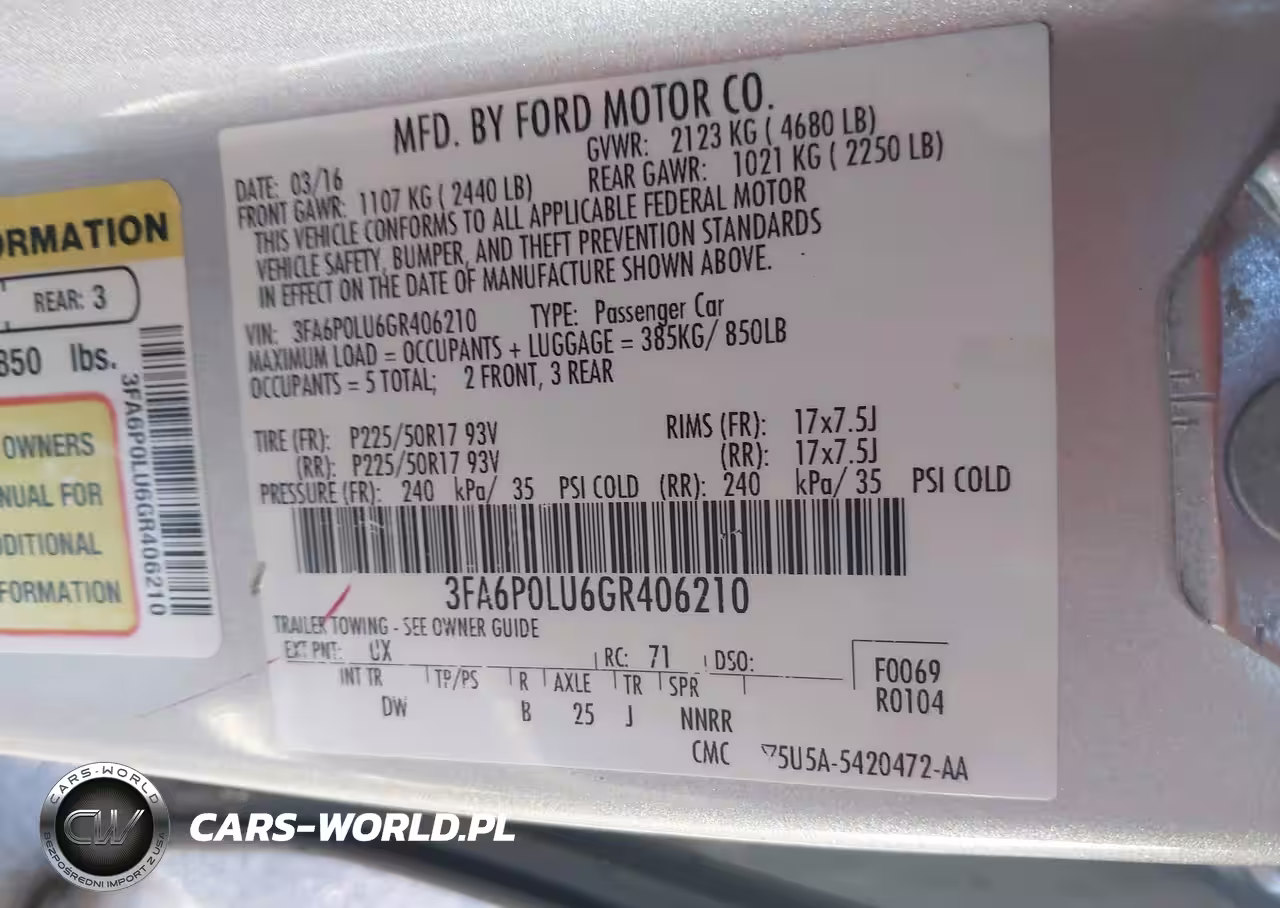 MFD. BY FORD MOTOR CO.
DATE: 03/16 GVWR: 2123 KG ( 4680 LB)
FRONT GAWR: 1107 KG ( 2440 LB) REAR GAWR: 1021 KG ( 2250 LB)
THIS VEHICLE CONFORMS TO ALL APPLICABLE FEDERAL MOTOR
VEHICLE SAFETY, BUMPER, AND THEFT PREVENTION STANDARDS
IN EFFECT ON THE DATE OF MANUFACTURE SHOWN ABOVE.
VIN: 3FA6P0LU6GR406210 TYPE: Passenger Car
MAXIMUM LOAD = OCCUPANTS + LUGGAGE = 385KG/ 850LB
OCCUPANTS = 5 TOTAL; 2 FRONT, 3 REAR
TIRE (FR): P225/50R17 93V RIMS (FR): 17x7.5J
(RR): P225/50R17 93V (RR): 17x7.5J
PRESSURE (FR): 240 kPa/ 35 PSI COLD (RR): 240 kPa/ 35 PSI COLD
3FA6P0LU6GR406210
TRAILER TOWING - SEE OWNER GUIDE
EXT PNT: UX RC: 71 DSO: F0069
INT TR TP/PS R AXLE TR SPR R0104
DW B 25 J NNRR
CMC 5U5A-5420472-AA
ORMATION
REAR: 3
850 lbs.
3FA6P0LU6GR406210
OWNERS
NUAL FOR
DDITIONAL
FORMATION
CARS-WORLD
CW
BEZPOŚREDNI IMPORT Z USA
CARS-WORLD.PL